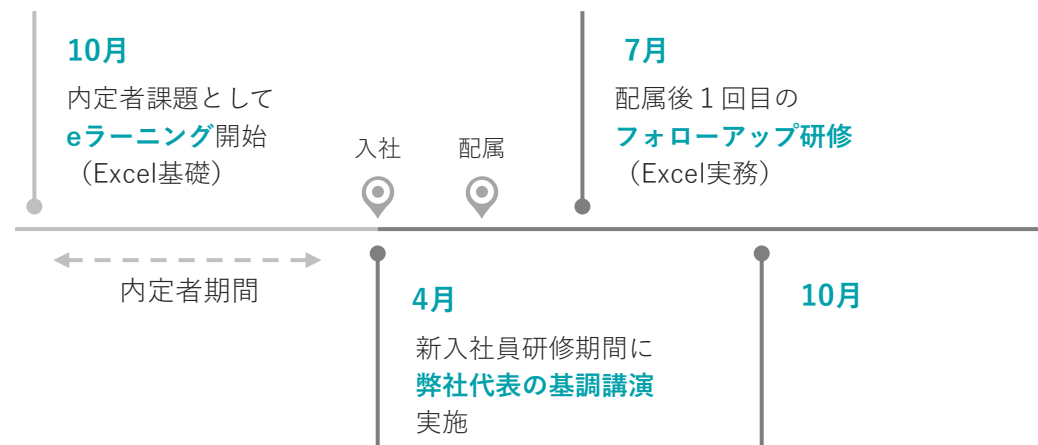 10月
内定者課題として
eラーニング開始
（Excel基礎）
入社
配属
7月
配属後１回目の
フォローアップ研修
（Excel実務）
内定者期間
4月
新入社員研修期間に
弊社代表の基調講演
実施
10月